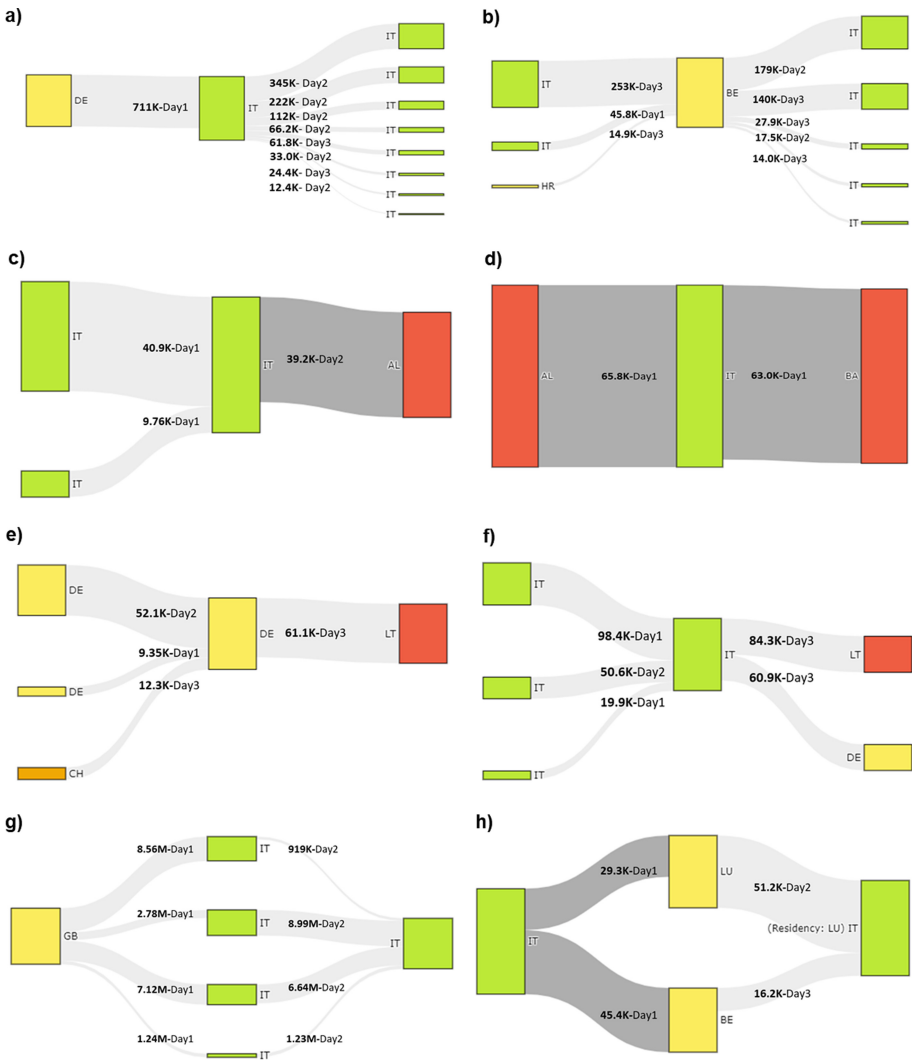 a)
DE
711K-Day1
IT
345K- Day2
222K- Day2
112K- Day2
66.2K- Day2
61.8K- Day3
33.0K- Day2
24.4K- Day3
12.4K- Day2
IT
IT
IT
IT
IT
IT
IT
IT
b)
IT
IT
HR
253K-Day3
45.8K-Day1
14.9K-Day3
BE
179K-Day2
140K-Day3
27.9K-Day3
17.5K-Day2
14.0K-Day3
IT
IT
IT
IT
IT
c)
IT
IT
40.9K-Day1
9.76K-Day1
IT
39.2K-Day2
AL
d)
AL
65.8K-Day1
IT
63.0K-Day1
BA
e)
DE
DE
CH
52.1K-Day2
9.35K-Day1
12.3K-Day3
DE
61.1K-Day3
LT
f)
IT
IT
IT
98.4K-Day1
50.6K-Day2
19.9K-Day1
IT
84.3K-Day3
60.9K-Day3
LT
DE
g)
GB
8.56M-Day1
2.78M-Day1
7.12M-Day1
1.24M-Day1
IT
IT
IT
IT
919K-Day2
8.99M-Day2
6.64M-Day2
1.23M-Day2
IT
h)
IT
29.3K-Day1
45.4K-Day1
LU
BE
51.2K-Day2
16.2K-Day3
(Residency: LU) IT